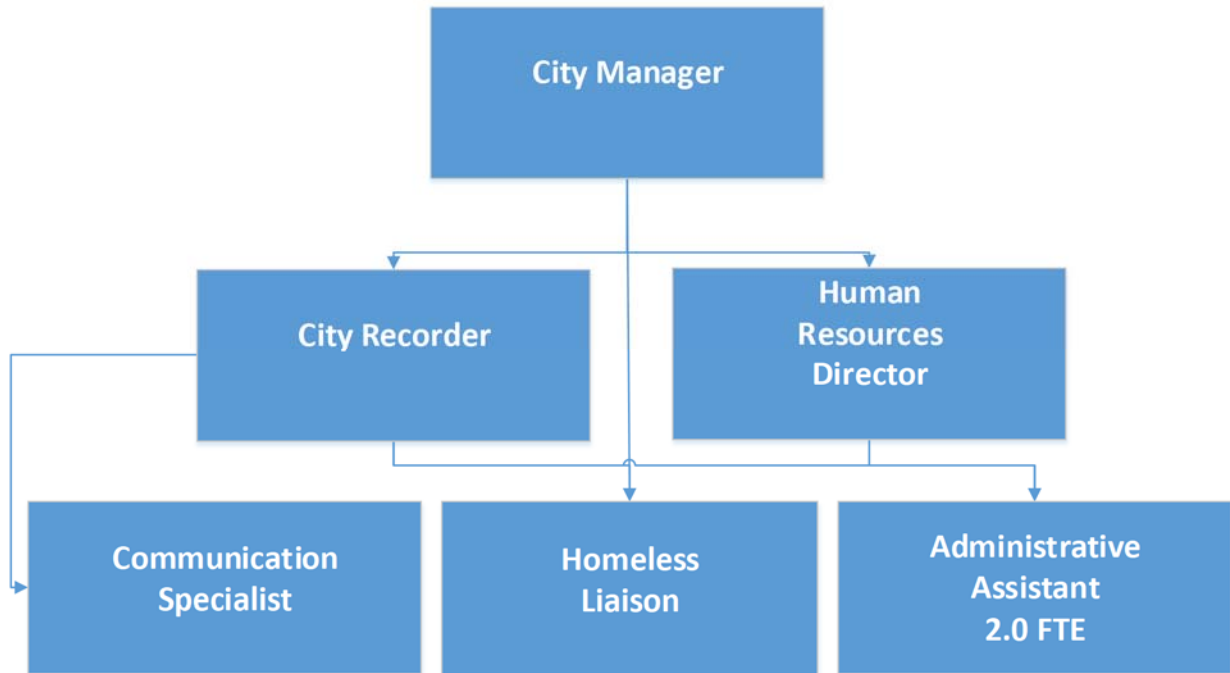 City Manager
City Recorder
Human
Resources
Director
Communication
Specialist
Homeless
Liaison
Administrative
Assistant
2.0 FTE